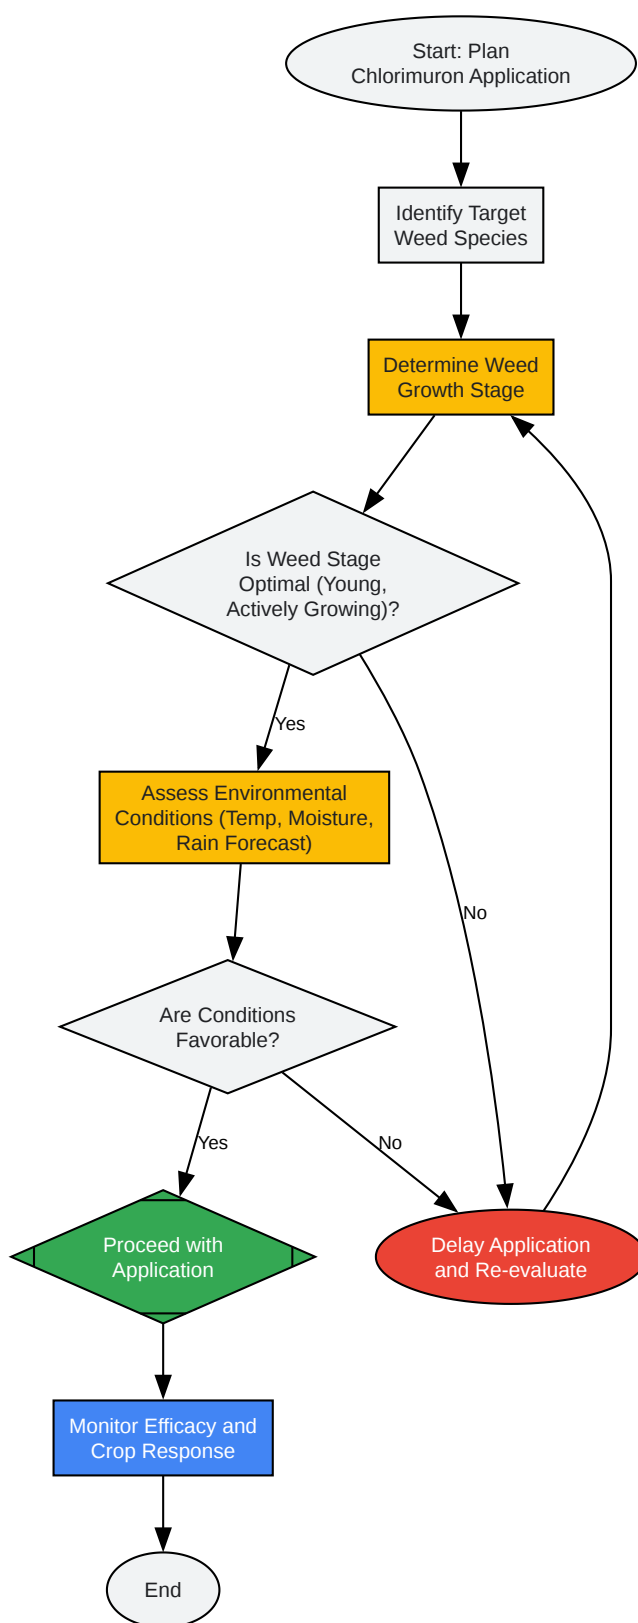 Start: Plan
Chlorimuron Application
Identify Target
Weed Species
Determine Weed
Growth Stage
Is Weed Stage
Optimal (Young,
Actively Growing)?
Yes
Assess Environmental
Conditions (Temp, Moisture,
Rain Forecast)
No
Are Conditions
Favorable?
Yes
No
Proceed with
Application
Delay Application
and Re-evaluate
Monitor Efficacy and
Crop Response
End